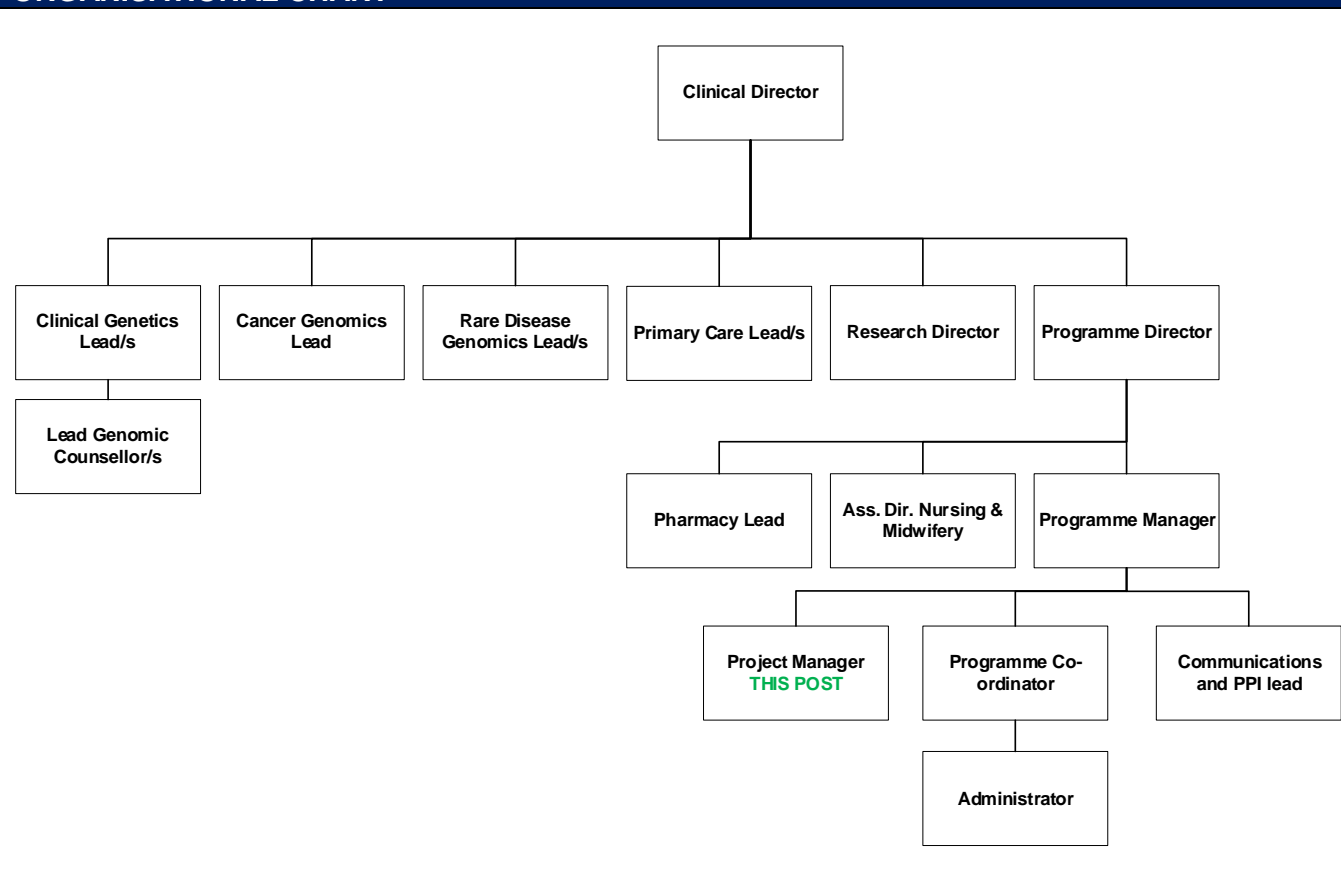 Clinical Director
Clinical Genetics
Lead/s
Cancer Genomics
Lead
Rare Disease
Genomics Lead/s
Primary Care Lead/s
Research Director
Programme Director
Lead Genomic
Counsellor/s
Pharmacy Lead
Ass. Dir. Nursing &
Midwifery
Programme Manager
Project Manager
THIS POST
Programme Co-
ordinator
Communications
and PPI lead
Administrator